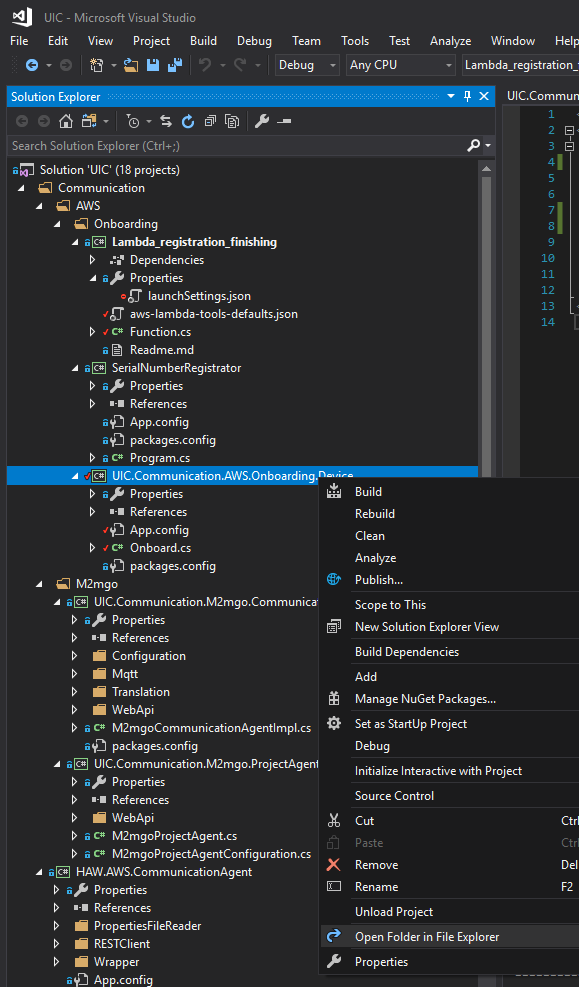 UIC - Microsoft Visual Studio
File Edit View Project Build Debug Team Tools Test Analyze Window Help
Debug Any CPU Lambda_registration_f
Solution Explorer
UIC.Commun
Search Solution Explorer (Ctrl+;)
Solution 'UIC' (18 projects)
Communication
AWS
Onboarding
C# Lambda_registration_finishing
Dependencies
Properties
launchSettings.json
aws-lambda-tools-defaults.json
C# Function.cs
Readme.md
C# SerialNumberRegistrator
Properties
References
App.config
packages.config
C# Program.cs
C# UIC.Communication.AWS.Onboarding.Device
Properties
References
App.config
C# Onboard.cs
packages.config
M2mgo
C# UIC.Communication.M2mgo.Communicat
Properties
References
Configuration
Mqtt
Translation
WebApi
C# M2mgoCommunicationAgentImpl.cs
packages.config
C# UIC.Communication.M2mgo.ProjectAgent
Properties
References
WebApi
C# M2mgoProjectAgent.cs
C# M2mgoProjectAgentConfiguration.cs
C# HAW.AWS.CommunicationAgent
Properties
References
PropertiesFileReader
RESTClient
Wrapper
App.config
1
2
3
4
5
6
7
8
9
10
11
12
13
14
Build
Rebuild
Clean
Analyze
Publish...
Scope to This
New Solution Explorer View
Build Dependencies
Add
Manage NuGet Packages...
Set as StartUp Project
Debug
Initialize Interactive with Project
Source Control
Cut Ctrl
Paste Ctrl
Remove Del
Rename F2
Unload Project
Open Folder in File Explorer
Properties